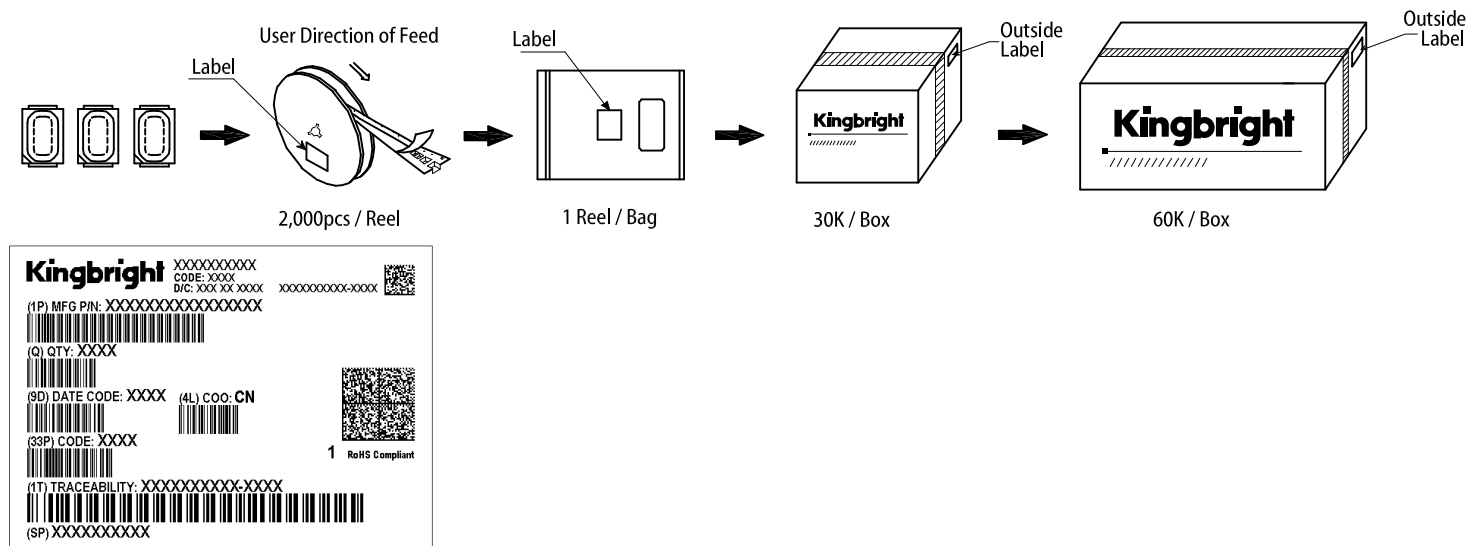 User Direction of Feed
Label
Label
Outside
Label
Outside
Label
Kingbright
Kingbright
2,000pcs / Reel
1 Reel / Bag
30K / Box
60K / Box
Kingbright
XXXXXXXXXX
CODE: XXXX
D/C: XXX XX XXXX
XXXXXXXXXX-XXXX
(1P) MFG P/N: XXXXXXXXXXXXXXXXX
(Q) QTY: XXXX
(9D) DATE CODE: XXXX
(4L) COO: CN
(33P) CODE: XXXX
1 RoHS Compliant
(1T) TRACEABILITY: XXXXXXXXXX-XXXX
(SP) XXXXXXXXXX